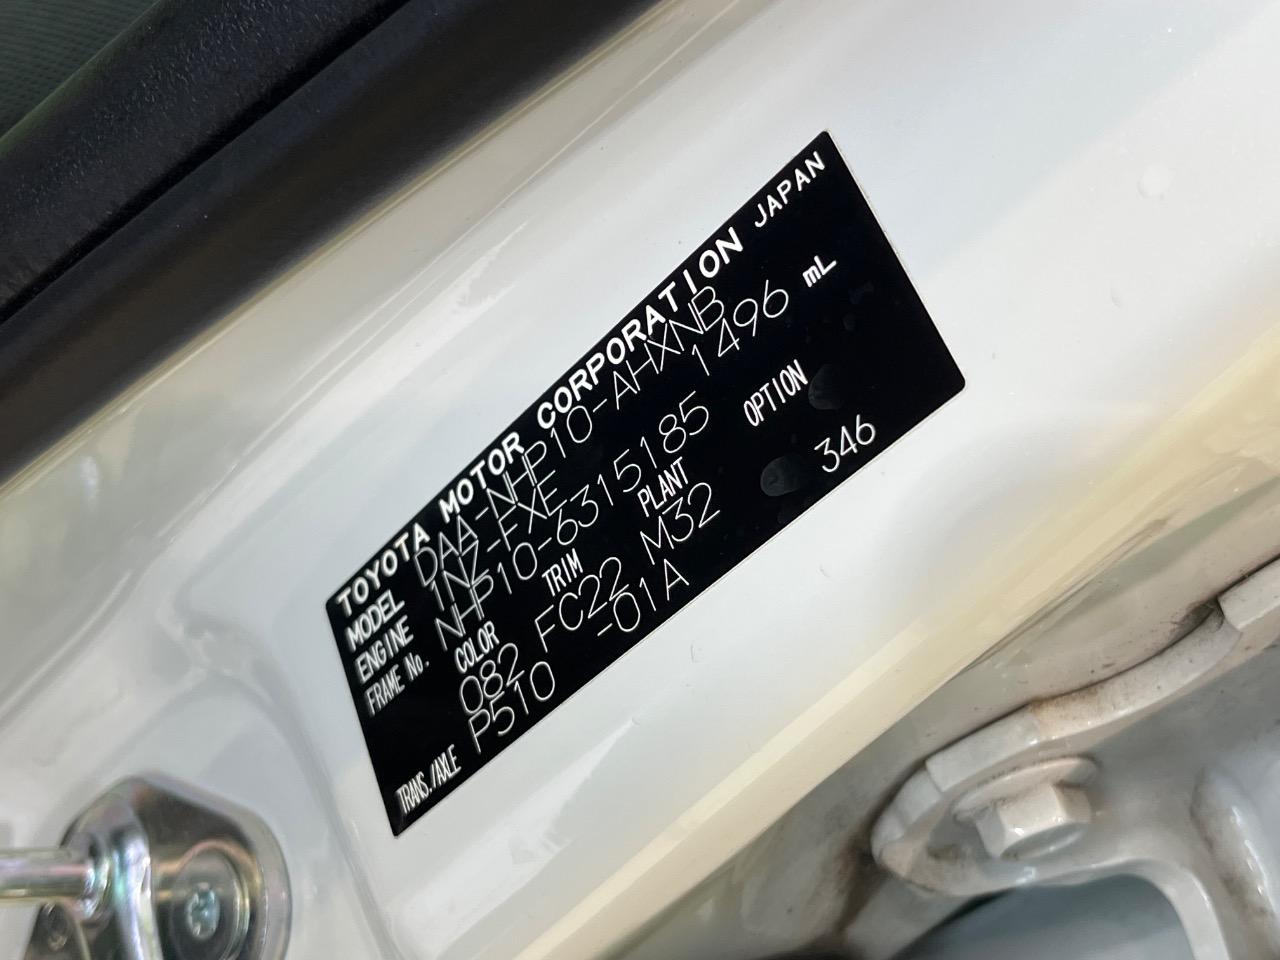 TOYOTA MOTOR CORPORATION JAPAN
MODEL DAA-NHP10-AHXNB
ENGINE 1NZ-FXE 1496 mL
FRAME No. NHP10-6315185
COLOR TRIM PLANT OPTION
082 FC22 M32 346
TRANS./AXLE P510 -01A